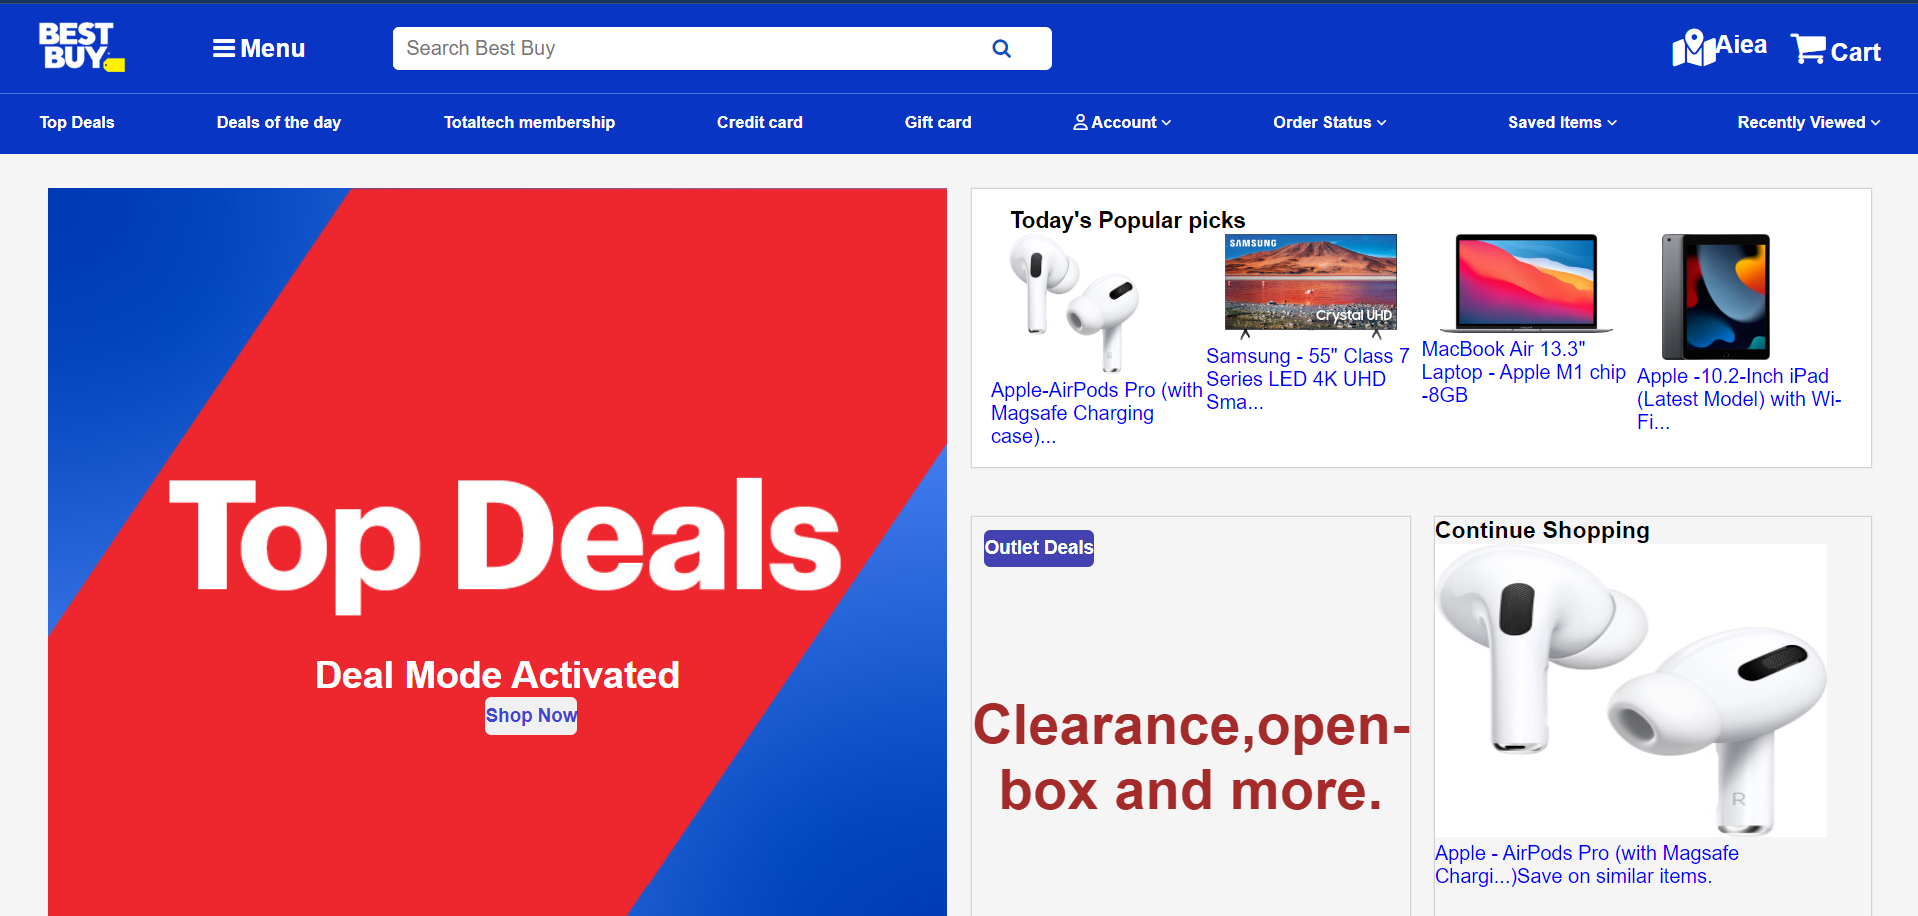 BEST
BUY
Menu
Search Best Buy
Aiea
Cart
Top Deals
Deals of the day
Totaltech membership
Credit card
Gift card
Account
Order Status
Saved Items
Recently Viewed
Top Deals
Deal Mode Activated
Shop Now
Today's Popular picks
Apple-AirPods Pro (with
Magsafe Charging
case)...
SAMSUNG
Crystal UHD
Samsung - 55" Class 7
Series LED 4K UHD
Sma...
MacBook Air 13.3"
Laptop - Apple M1 chip
-8GB
Apple -10.2-Inch iPad
(Latest Model) with Wi-
Fi...
Outlet Deals
Clearance,open-
box and more.
Continue Shopping
R
Apple - AirPods Pro (with Magsafe
Chargi...)Save on similar items.